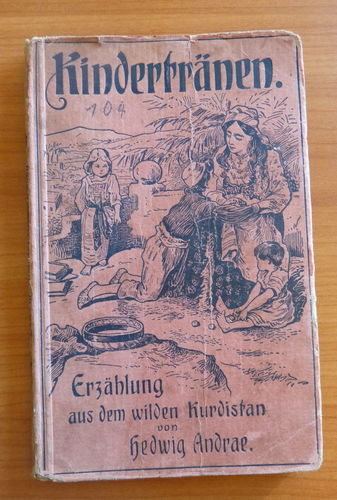 Kindertränen.
104
Erzählung
aus dem wilden Kurdistan
von
Hedwig Andrae.